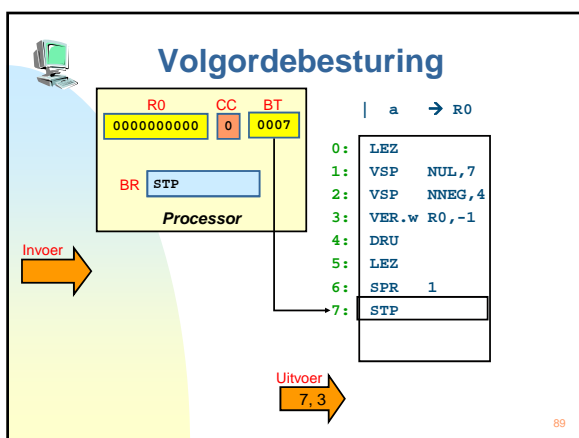 Volgordebesturing
R0 CC BT
0000000000 0 0007
BR STP
Processor
| a → R0
0: LEZ
1: VSP NUL,7
2: VSP NNEG,4
3: VER.w R0,-1
4: DRU
5: LEZ
6: SPR 1
7: STP
Invoer
Uitvoer
7, 3
89